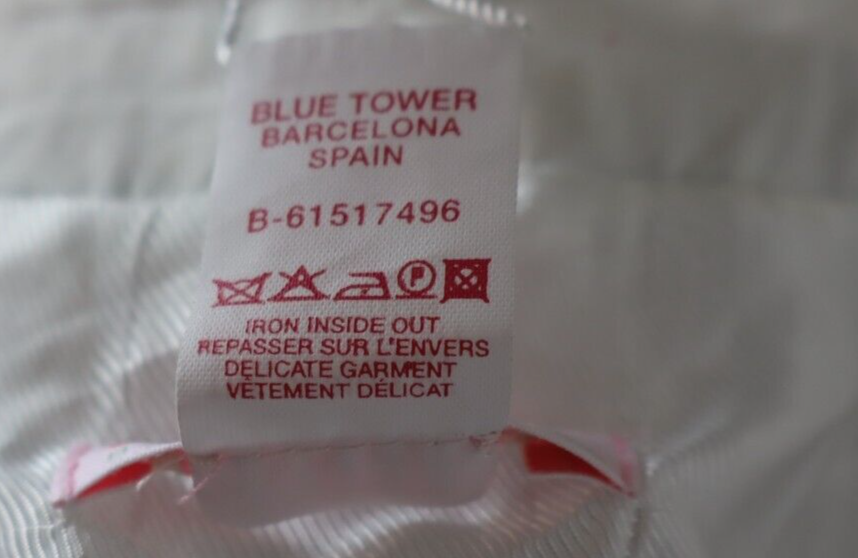 BLUE TOWER
BARCELONA
SPAIN
B-61517496
P
IRON INSIDE OUT
REPASSER SUR L'ENVERS
DELICATE GARMENT
VÊTEMENT DÉLICAT